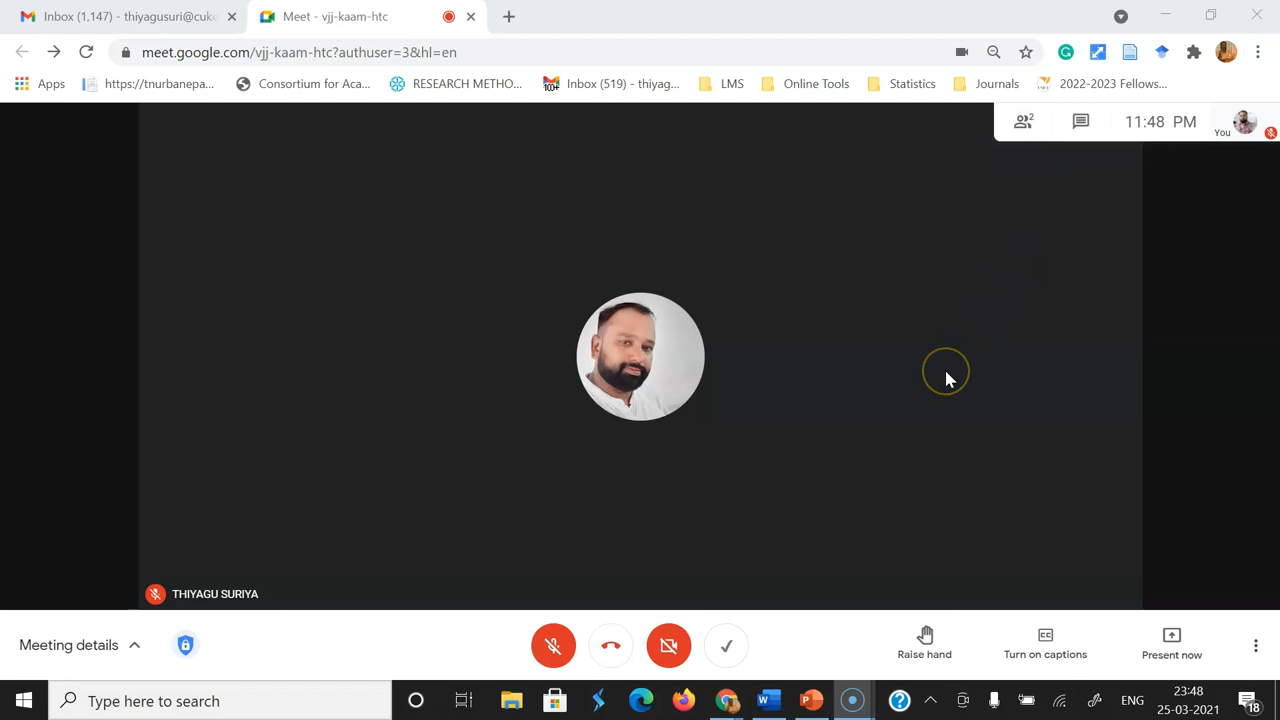 Inbox (1,147) - thiyagusuri@cuke
Meet - vjj-kaam-htc
meet.google.com/vjj-kaam-htc?authuser=3&hl=en
Apps
https://tnurbanepa...
Consortium for Aca...
RESEARCH METHO...
100+
Inbox (519) - thiyag...
LMS
Online Tools
Statistics
Journals
2022-2023 Fellows...
2
11:48 PM
You
THIYAGU SURIYA
Meeting details
Raise hand
CC
Turn on captions
Present now
Type here to search
ENG
23:48
25-03-2021
18